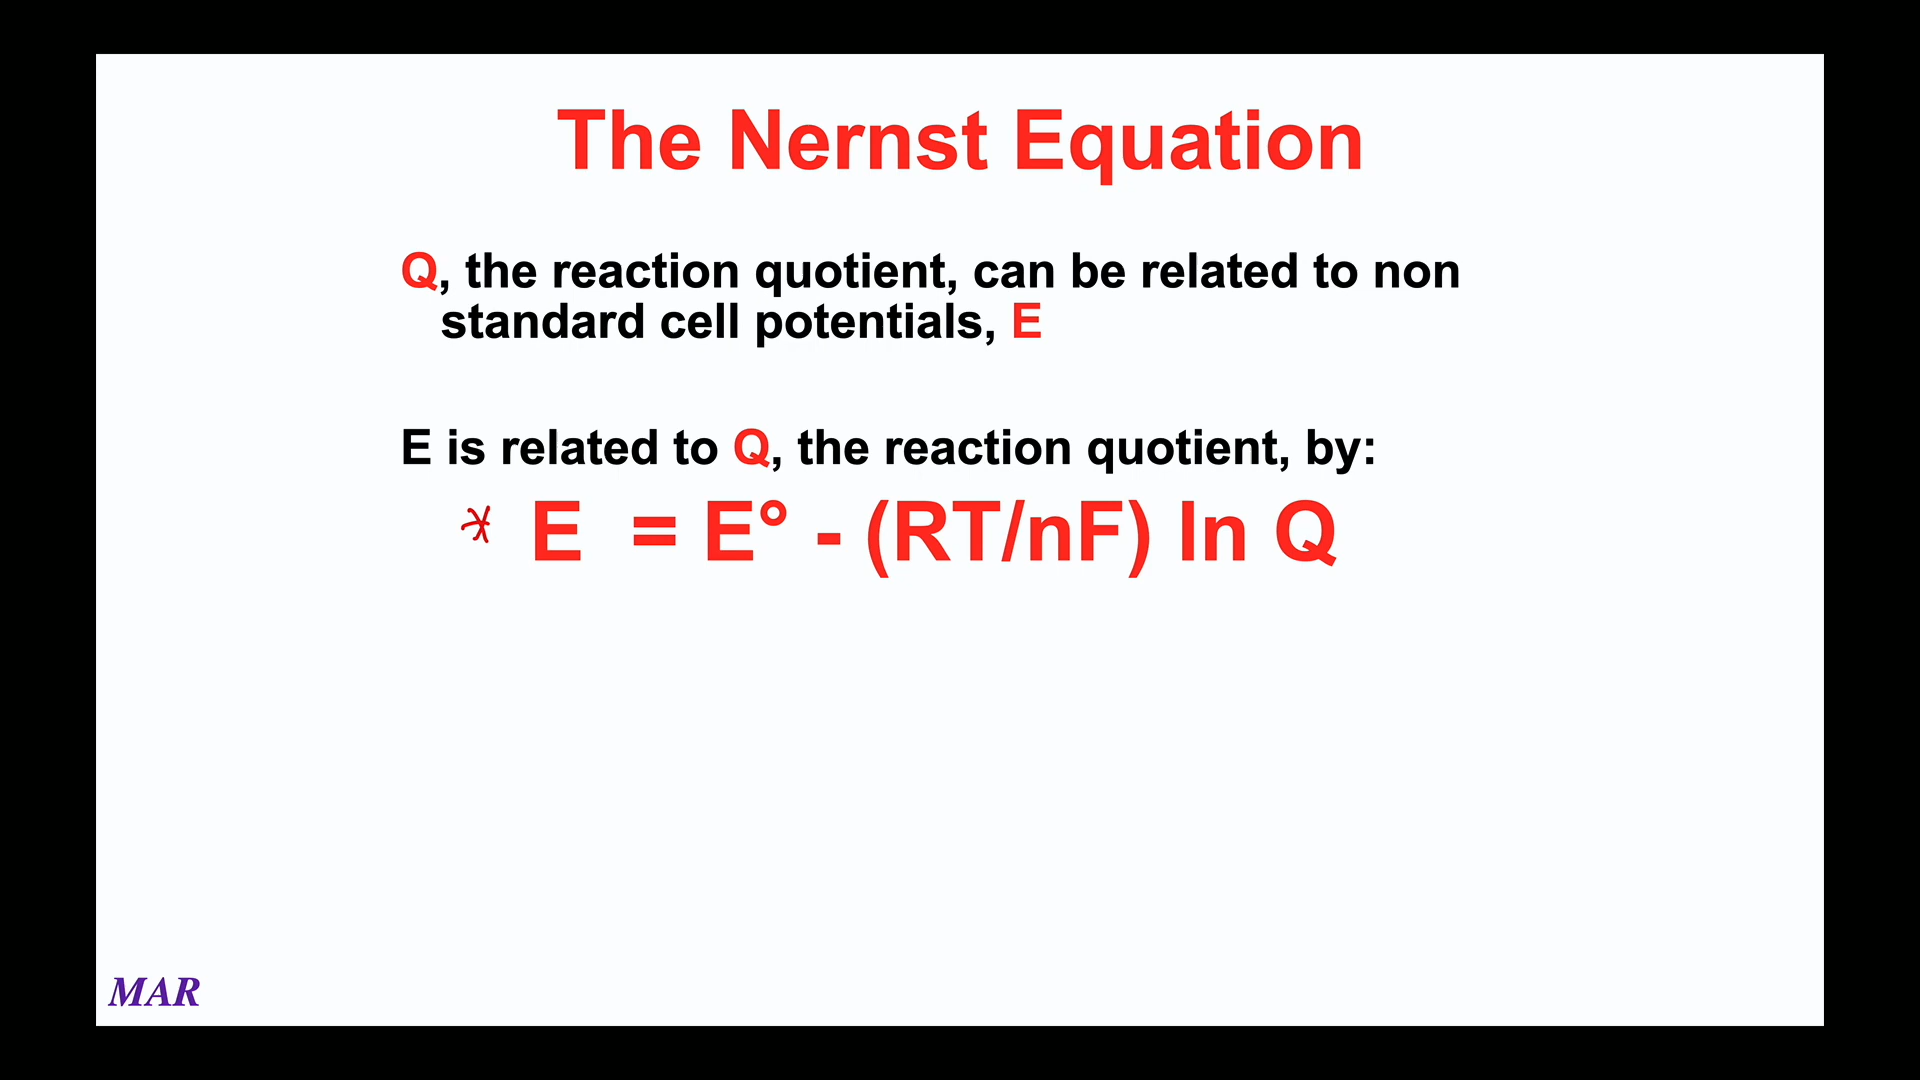 The Nernst Equation
Q, the reaction quotient, can be related to non
standard cell potentials, E
E is related to Q, the reaction quotient, by:
* E = E° - (RT/nF) ln Q
MAR